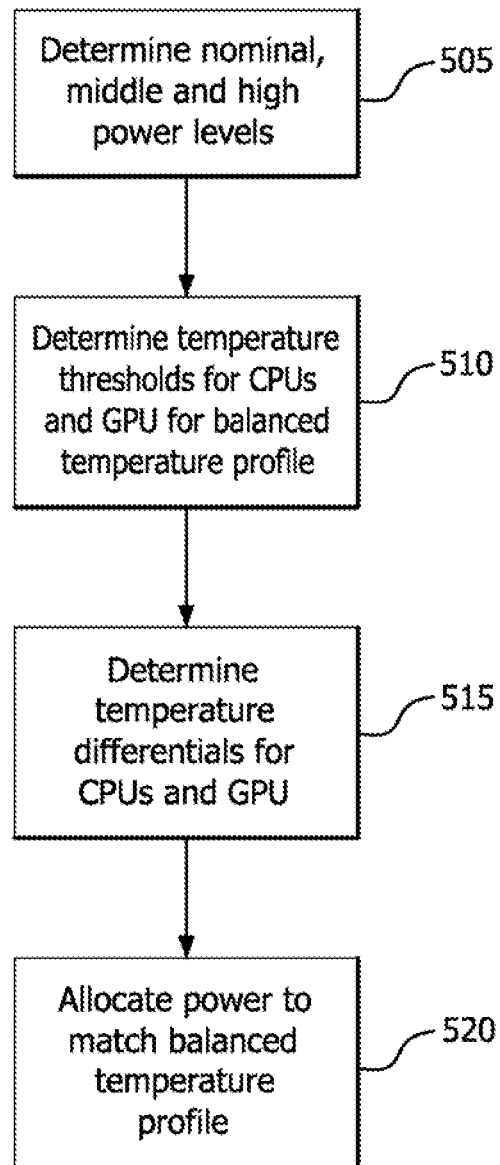 Determine nominal,
middle and high
power levels
505
Determine temperature
thresholds for CPUs
and GPU for balanced
temperature profile
510
Determine
temperature
differentials for
CPUs and GPU
515
Allocate power to
match balanced
temperature
profile
520